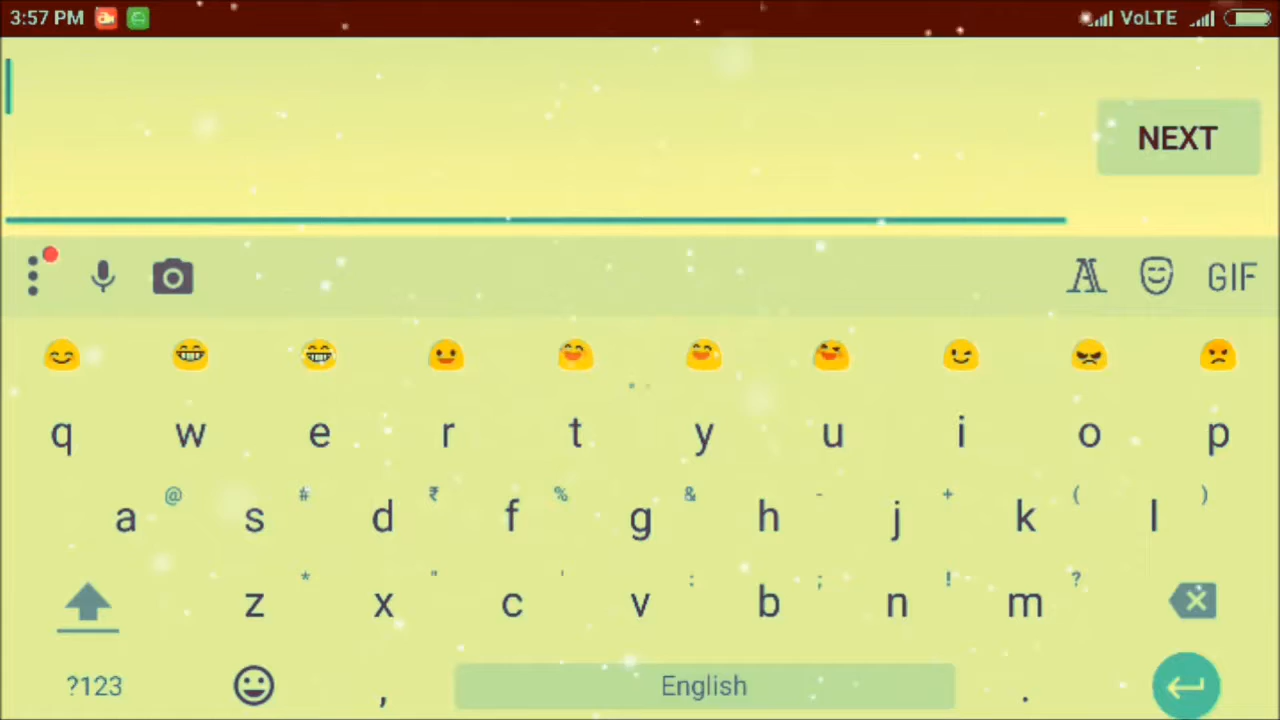 3:57 PM VoLTE
NEXT
GIF
q w e r t y u i o p
@ # ₹ % & - + ( )
a s d f g h j k l
* " ' : ; ! ?
z x c v b n m
?123 , English .